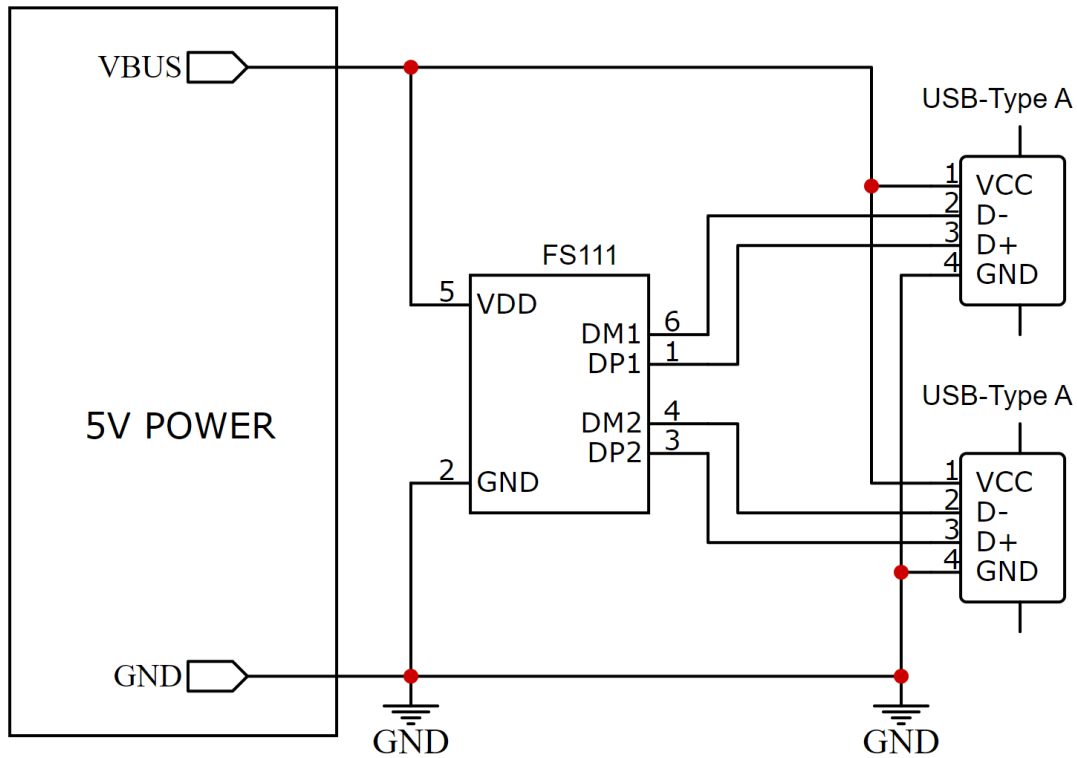 VBUS
USB-Type A
1 VCC
2 D-
3 D+
4 GND
FS111
5 VDD
DM1 6
DP1 1
DM2 4
DP2 3
2 GND
5V POWER
USB-Type A
1 VCC
2 D-
3 D+
4 GND
GND
GND
GND